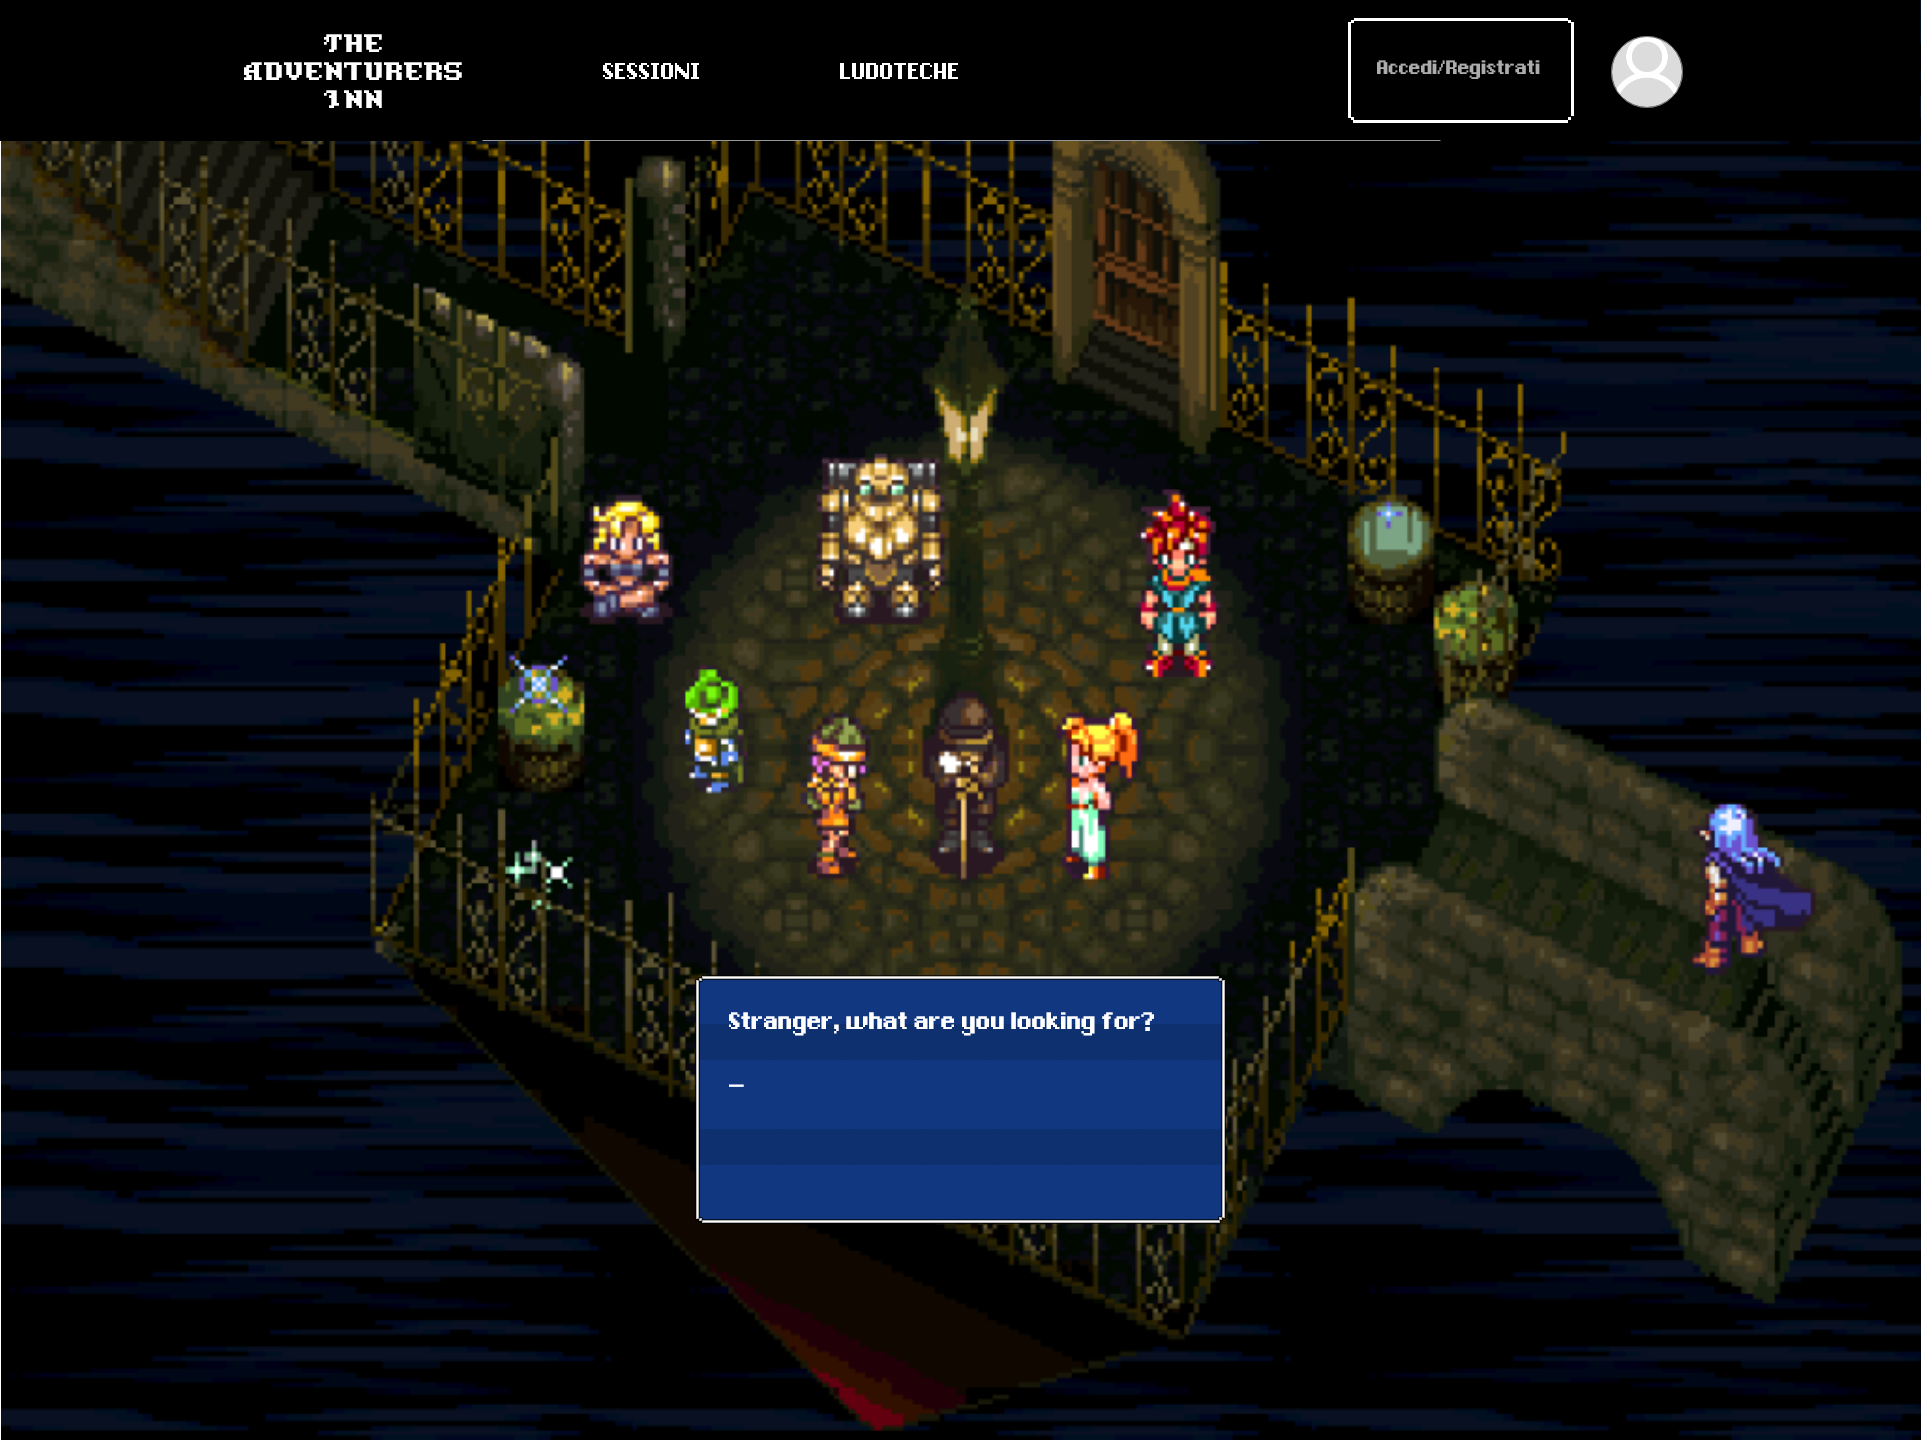 THE
ADVENTURERS
INN
SESSIONI
LUDOTECHE
Accedi/Registrati
Stranger, what are you looking for?
_